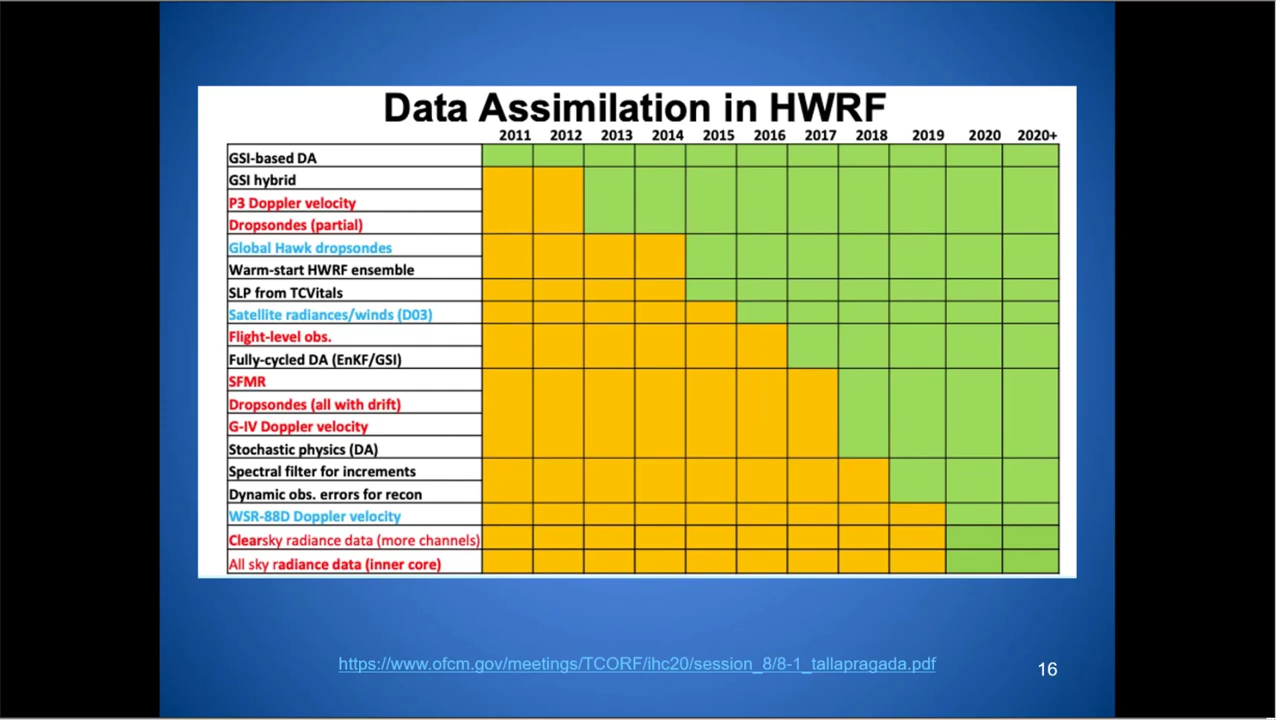 Data Assimilation in HWRF
2011 2012 2013 2014 2015 2016 2017 2018 2019 2020 2020+
GSI-based DA
GSI hybrid
P3 Doppler velocity
Dropsondes (partial)
Global Hawk dropsondes
Warm-start HWRF ensemble
SLP from TCVitals
Satellite radiances/winds (D03)
Flight-level obs.
Fully-cycled DA (EnKF/GSI)
SFMR
Dropsondes (all with drift)
G-IV Doppler velocity
Stochastic physics (DA)
Spectral filter for increments
Dynamic obs. errors for recon
WSR-88D Doppler velocity
Clearsky radiance data (more channels)
All sky radiance data (inner core)
https://www.ofcm.gov/meetings/TCORF/ihc20/session_8/8-1_tallapragada.pdf
16